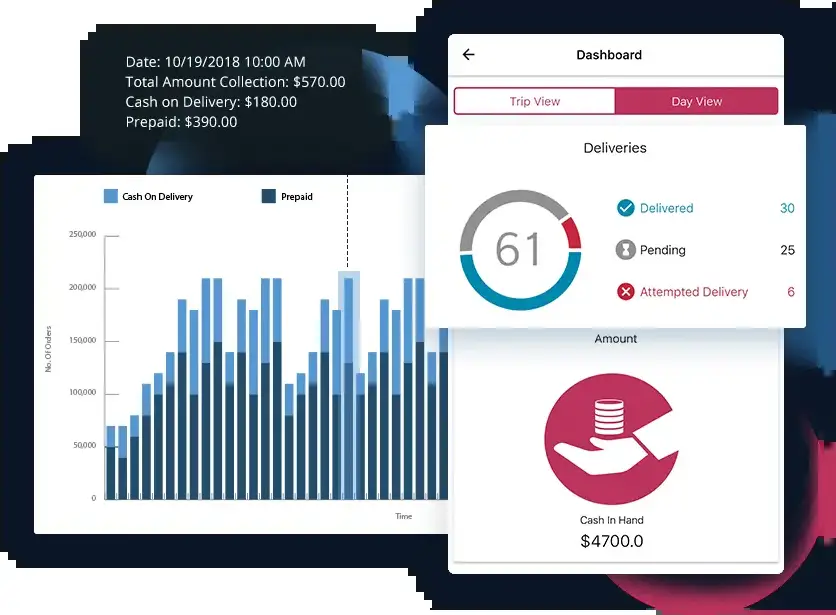 Date: 10/19/2018 10:00 AM
Total Amount Collection: $570.00
Cash on Delivery: $180.00
Prepaid: $390.00
Cash On Delivery
Prepaid
250,000
200,000
150,000
100,000
50,000
0
No. Of Orders
Time
Dashboard
Trip View
Day View
Deliveries
61
Delivered 30
Pending 25
Attempted Delivery 6
Amount
Cash In Hand
$4700.0